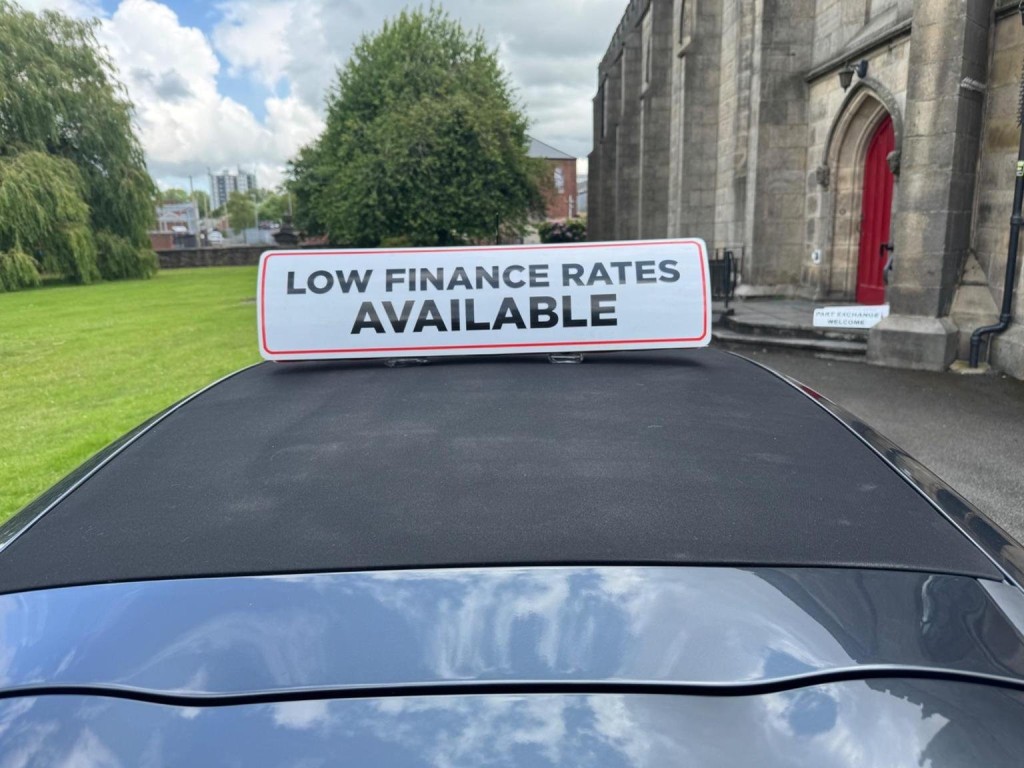 LOW FINANCE RATES
AVAILABLE
PART EXCHANGE
WELCOME